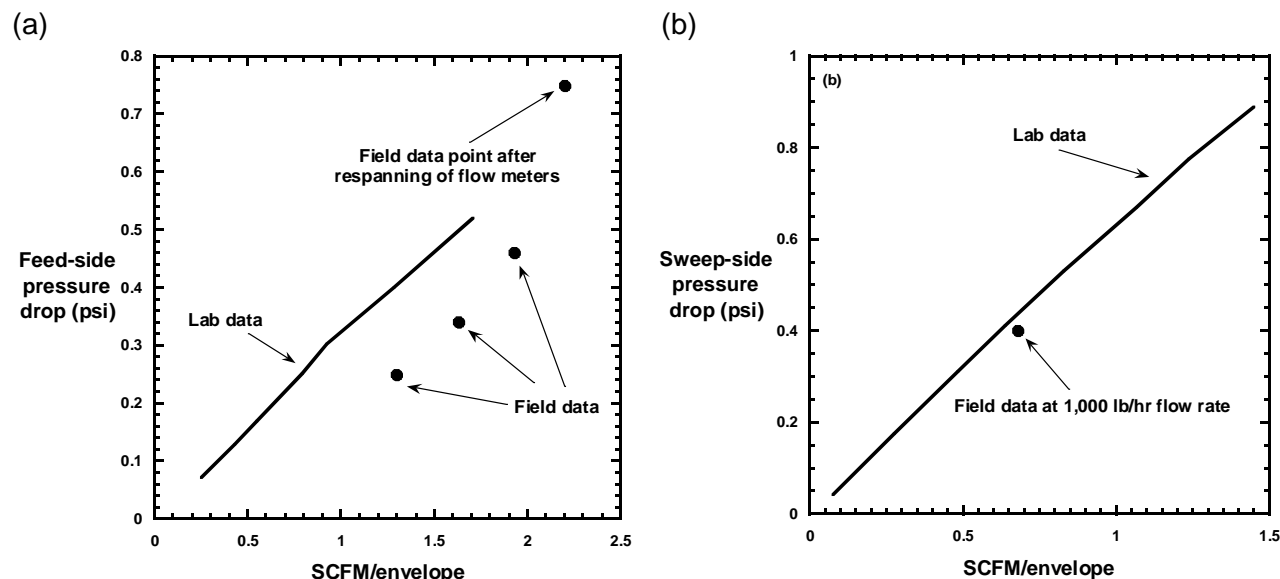 (a)
0.8
0.7
0.6
0.5
0.4
0.3
0.2
0.1
0
Feed-side
pressure
drop (psi)
Field data point after
respanning of flow meters
Lab data
Field data
0 0.5 1 1.5 2 2.5
SCFM/envelope
(b)
1
0.8
0.6
0.4
0.2
0
(b)
Sweep-side
pressure
drop (psi)
Lab data
Field data at 1,000 lb/hr flow rate
0 0.5 1 1.5
SCFM/envelope